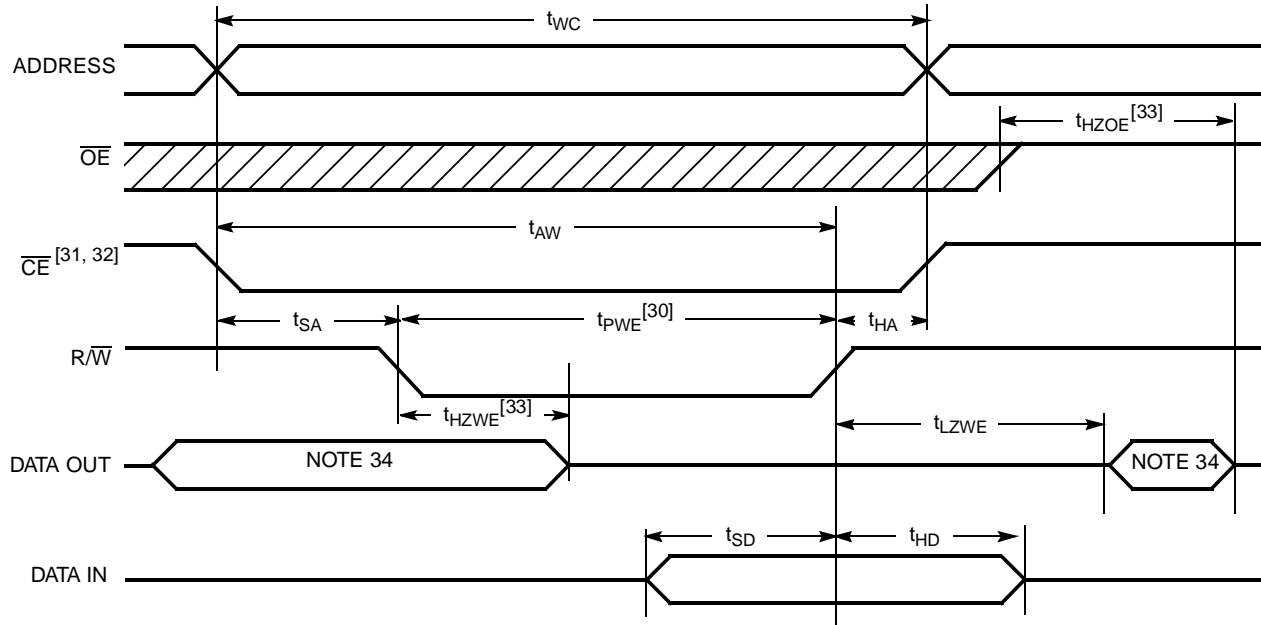 tWC
ADDRESS
tHZOE[33]
OE
tAW
CE [31, 32]
tSA
tPWE[30]
tHA
R/W
tHZWE[33]
tLZWE
DATA OUT
NOTE 34
NOTE 34
tSD
tHD
DATA IN